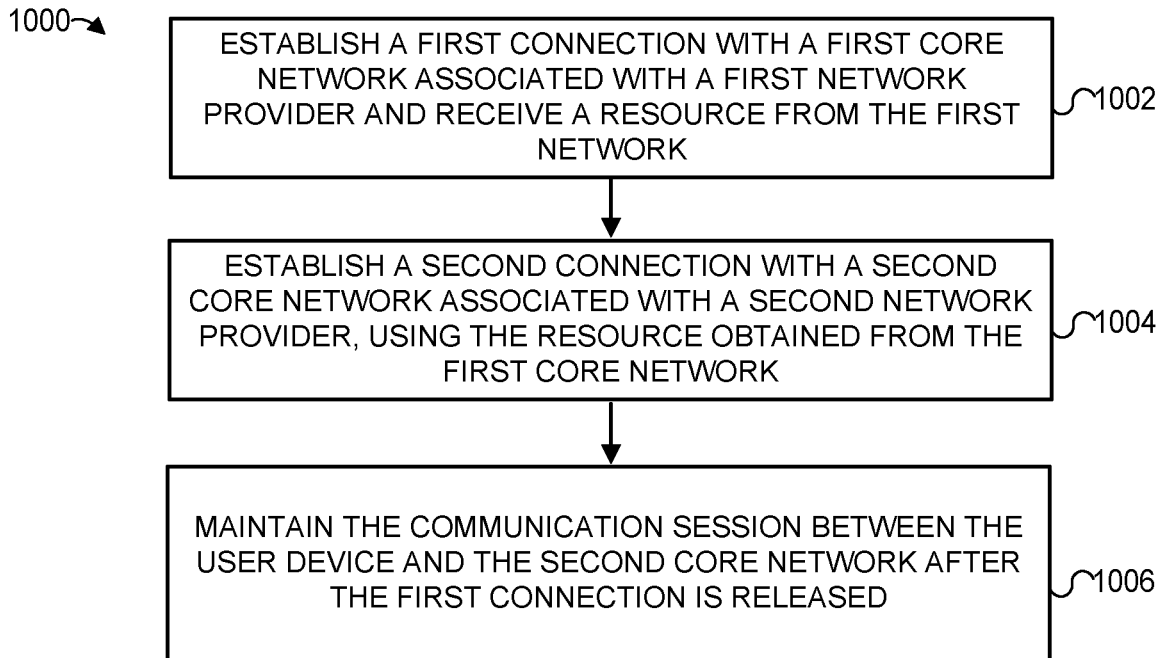 1000
ESTABLISH A FIRST CONNECTION WITH A FIRST CORE
NETWORK ASSOCIATED WITH A FIRST NETWORK
PROVIDER AND RECEIVE A RESOURCE FROM THE FIRST
NETWORK
1002
ESTABLISH A SECOND CONNECTION WITH A SECOND
CORE NETWORK ASSOCIATED WITH A SECOND NETWORK
PROVIDER, USING THE RESOURCE OBTAINED FROM THE
FIRST CORE NETWORK
1004
MAINTAIN THE COMMUNICATION SESSION BETWEEN THE
USER DEVICE AND THE SECOND CORE NETWORK AFTER
THE FIRST CONNECTION IS RELEASED
1006